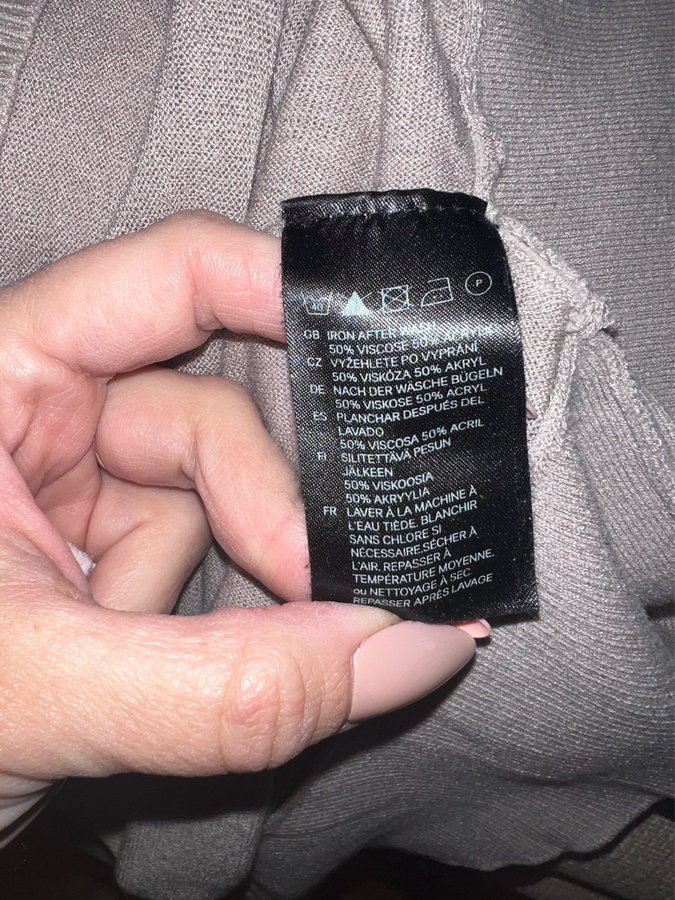 40
P
GB IRON AFTER WASH
50% VISCOSE 50% ACRYLIC
CZ VYŽEHLETE PO VYPRÁNÍ
50% VISKÓZA 50% AKRYL
DE NACH DER WÄSCHE BÜGELN
50% VISKOSE 50% ACRYL
ES PLANCHAR DESPUÉS DEL
LAVADO
50% VISCOSA 50% ACRIL
FI SILITETTÄVÄ PESUN
JÄLKEEN
50% VISKOOSIA
50% AKRYYLIA
FR LAVER À LA MACHINE À
L'EAU TIÈDE. BLANCHIR
SANS CHLORE SI
NÉCESSAIRE.SÉCHER À
L'AIR. REPASSER À
TEMPÉRATURE MOYENNE.
ou NETTOYAGE À SEC
REPASSER APRÈS LAVAGE